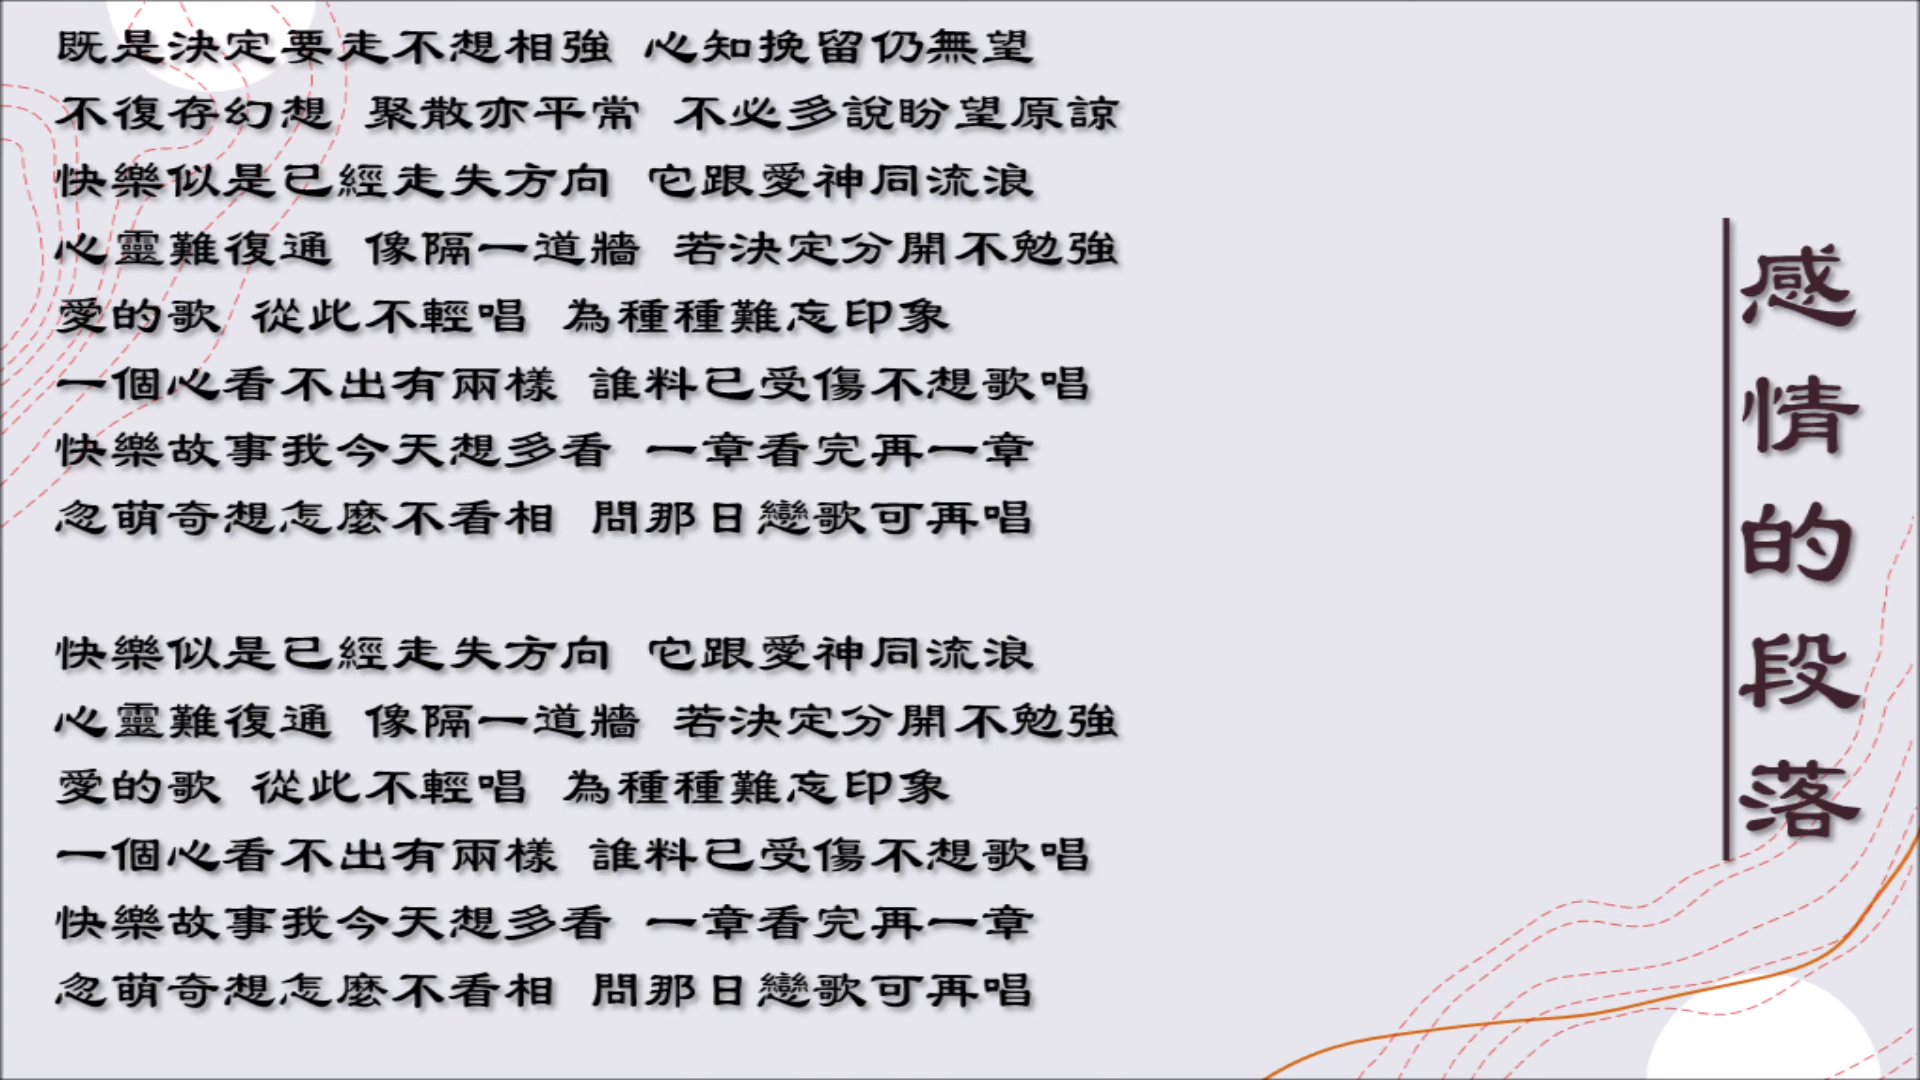 既是決定要走不想相強 心知挽留仍無望
不復存幻想 聚散亦平常 不必多說盼望原諒
快樂似是已經走失方向 它跟愛神同流浪
心靈難復通 像隔一道牆 若決定分開不勉強
愛的歌 從此不輕唱 為種種難忘印象
一個心看不出有兩樣 誰料已受傷不想歌唱
快樂故事我今天想多看 一章看完再一章
忽萌奇想怎麼不看相 問那日戀歌可再唱
快樂似是已經走失方向 它跟愛神同流浪
心靈難復通 像隔一道牆 若決定分開不勉強
愛的歌 從此不輕唱 為種種難忘印象
一個心看不出有兩樣 誰料已受傷不想歌唱
快樂故事我今天想多看 一章看完再一章
忽萌奇想怎麼不看相 問那日戀歌可再唱
感情的段落